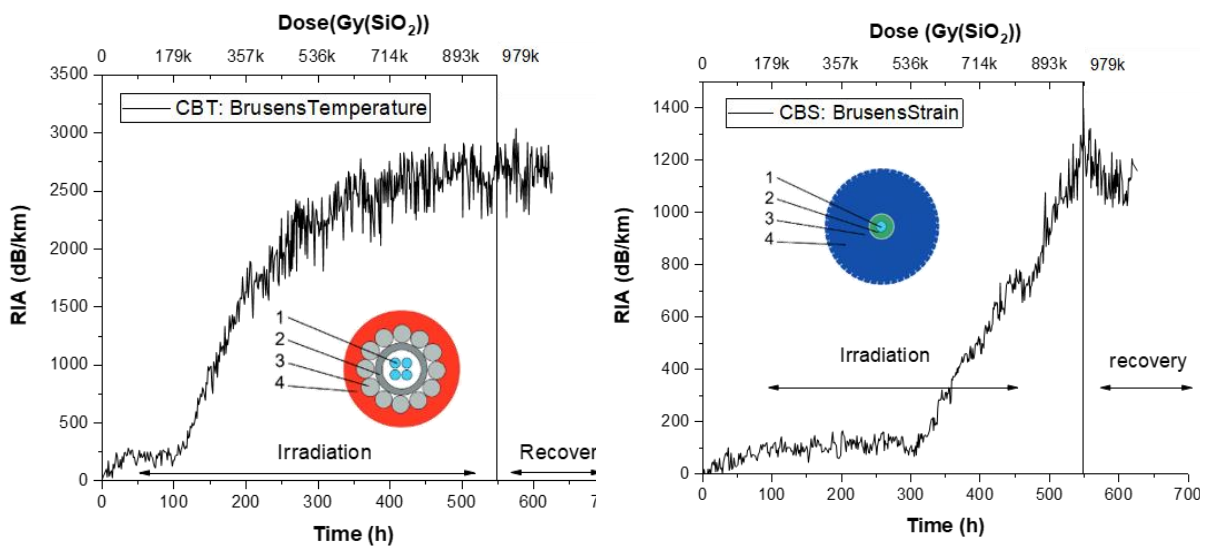 Dose(Gy(SiO₂))
0 179k 357k 536k 714k 893k 979k
3500
3000
2500
2000
1500
1000
500
0
RIA (dB/km)
CBT: BrusensTemperature
1
2
3
4
Irradiation
Recover
0 100 200 300 400 500 600 7
Time (h)
Dose (Gy(SiO₂))
0 179k 357k 536k 714k 893k 979k
1400
1200
1000
800
600
400
200
0
RIA (dB/km)
CBS: BrusensStrain
1
2
3
4
Irradiation
recovery
0 100 200 300 400 500 600 700
Time (h)